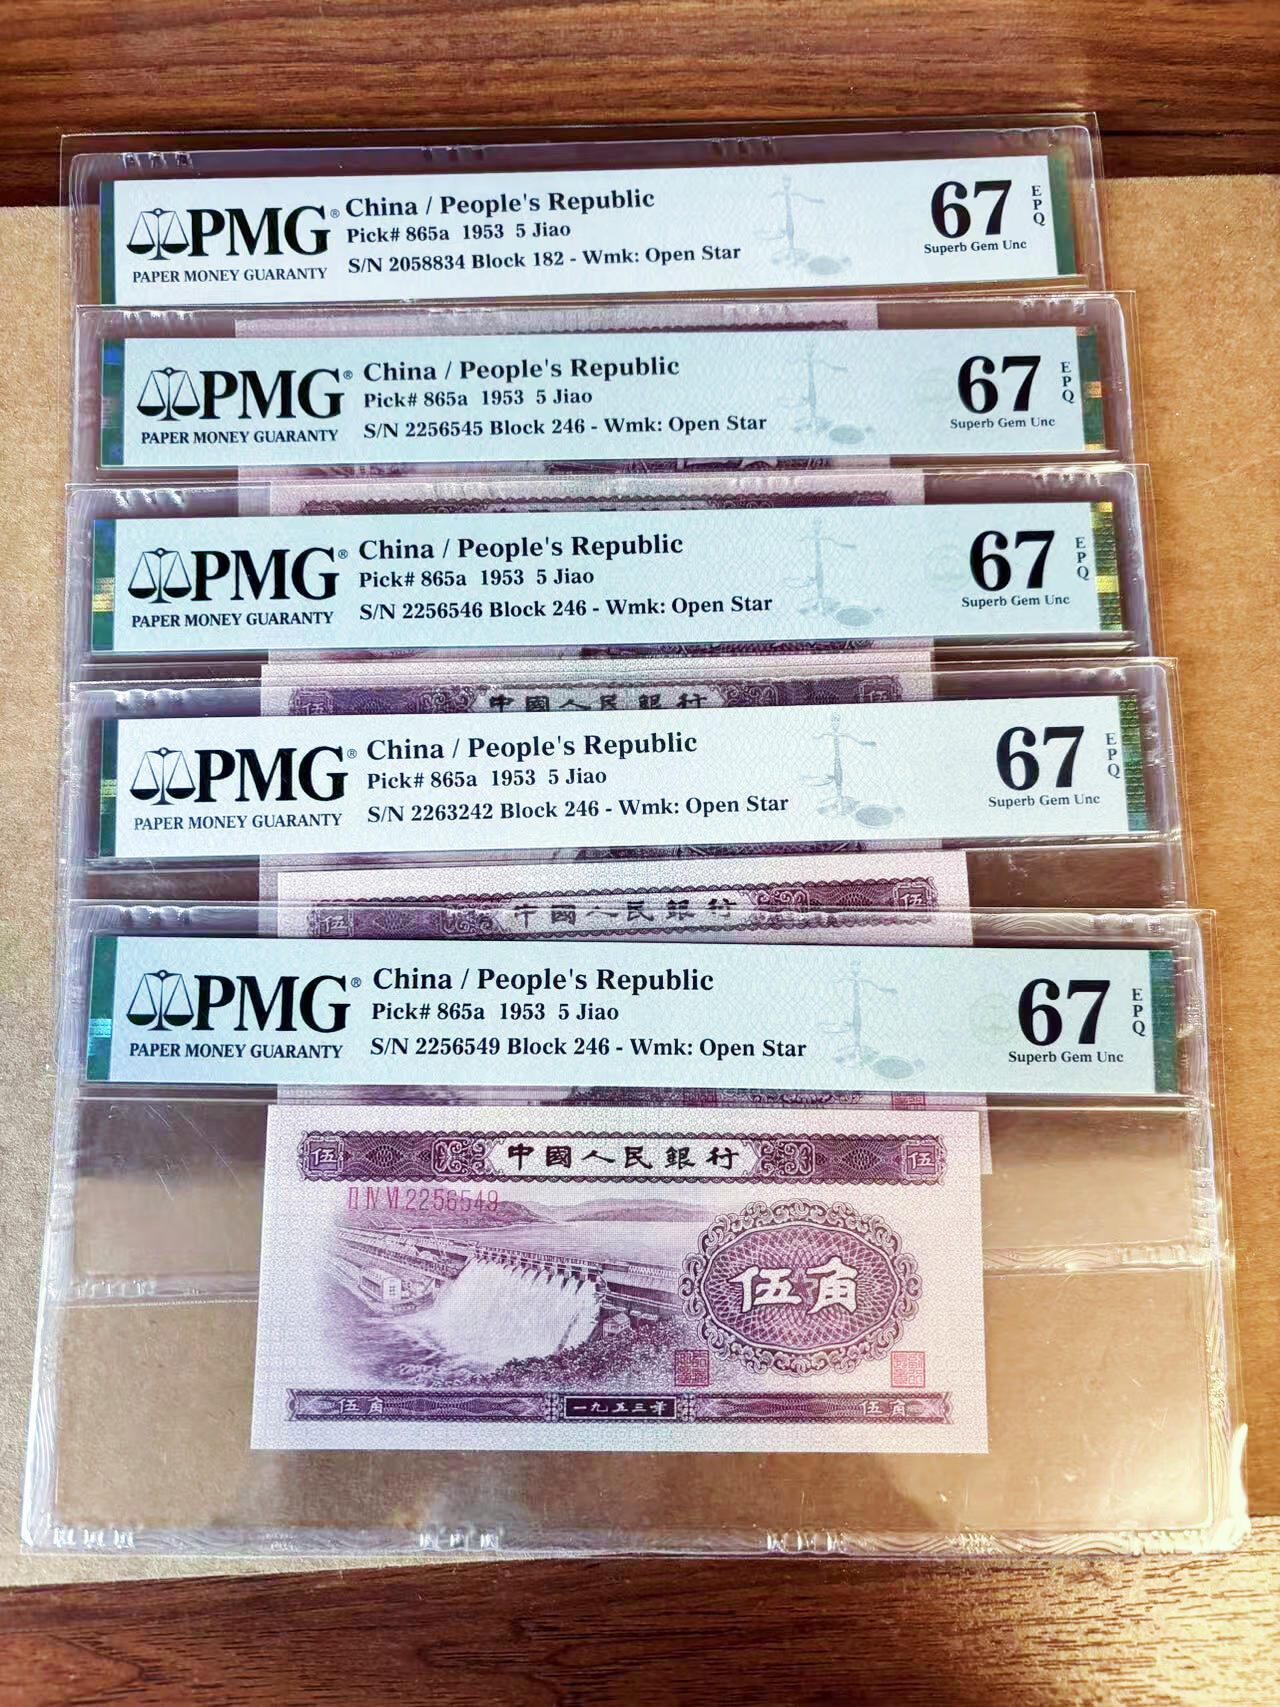 PMG®
PAPER MONEY GUARANTY
China / People's Republic
Pick# 865a 1953 5 Jiao
S/N 2058834 Block 182 - Wmk: Open Star
67
EPQ
Superb Gem Unc
PMG®
PAPER MONEY GUARANTY
China / People's Republic
Pick# 865a 1953 5 Jiao
S/N 2256545 Block 246 - Wmk: Open Star
67
EPQ
Superb Gem Unc
PMG®
PAPER MONEY GUARANTY
China / People's Republic
Pick# 865a 1953 5 Jiao
S/N 2256546 Block 246 - Wmk: Open Star
67
EPQ
Superb Gem Unc
伍 中國人民銀行 伍
PMG®
PAPER MONEY GUARANTY
China / People's Republic
Pick# 865a 1953 5 Jiao
S/N 2263242 Block 246 - Wmk: Open Star
67
EPQ
Superb Gem Unc
伍 中國人民銀行 伍
PMG®
PAPER MONEY GUARANTY
China / People's Republic
Pick# 865a 1953 5 Jiao
S/N 2256549 Block 246 - Wmk: Open Star
67
EPQ
Superb Gem Unc
伍 中國人民銀行 伍
II IV VI 2256549
伍角
伍角 一九五三年 伍角